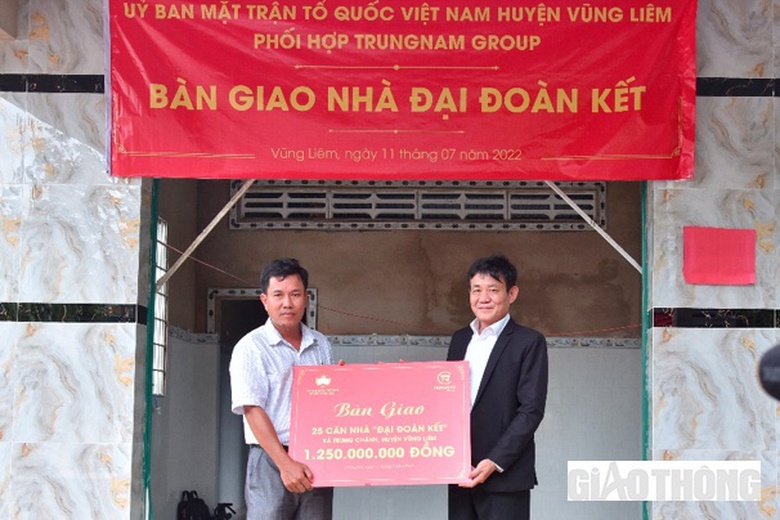 UỶ BAN MẶT TRẬN TỔ QUỐC VIỆT NAM HUYỆN VŨNG LIÊM
PHỐI HỢP TRUNGNAM GROUP
BÀN GIAO NHÀ ĐẠI ĐOÀN KẾT
Vũng Liêm, ngày 11 tháng 07 năm 2022
Bàn Giao
25 CĂN NHÀ "ĐẠI ĐOÀN KẾT"
XÃ TRUNG CHÁNH, HUYỆN VŨNG LIÊM
1.250.000.000 ĐỒNG
GIAOTHÔNG